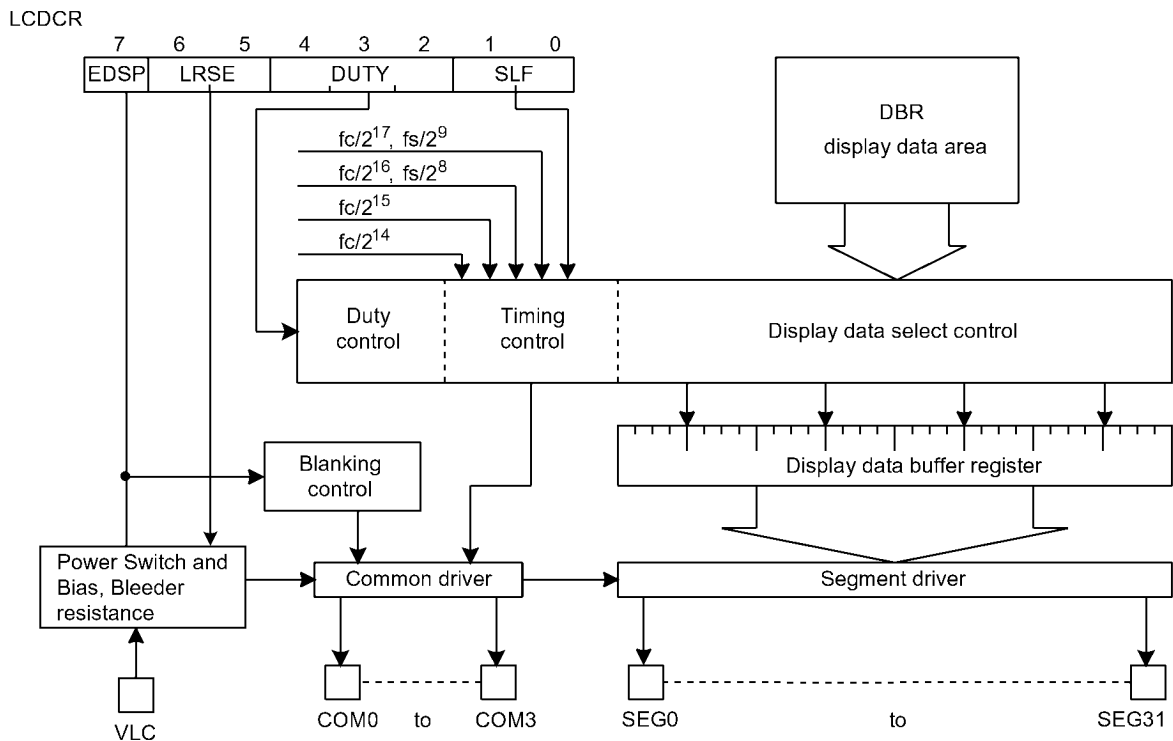 LCDCR
7 6 5 4 3 2 1 0
EDSP LRSE DUTY SLF
fc/2^17, fs/2^9
fc/2^16, fs/2^8
fc/2^15
fc/2^14
DBR
display data area
Duty
control
Timing
control
Display data select control
Blanking
control
Display data buffer register
Power Switch and
Bias, Bleeder
resistance
Common driver
Segment driver
VLC
COM0 to COM3
SEG0 to SEG31